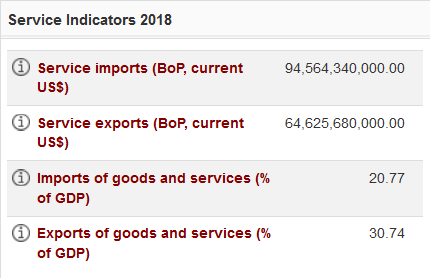 Service Indicators 2018
Service imports (BoP, current 94,564,340,000.00
US$)
Service exports (BoP, current 64,625,680,000.00
US$)
Imports of goods and services (% 20.77
of GDP)
Exports of goods and services (% 30.74
of GDP)